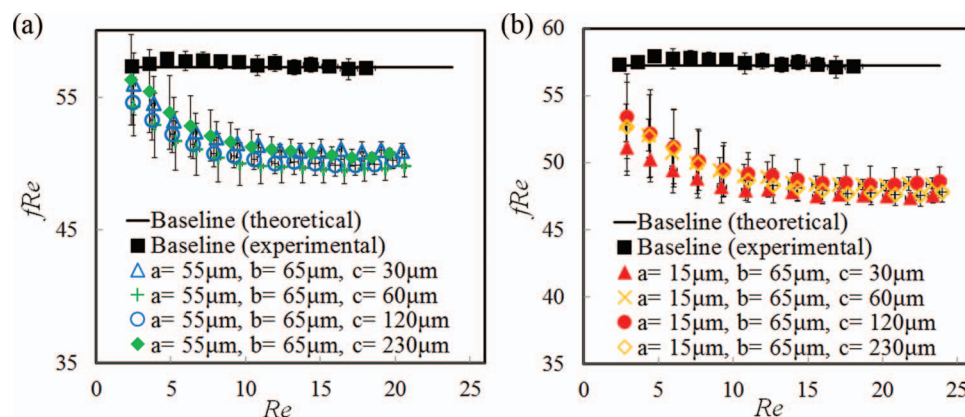 (a)
55
45
35
fRe
Baseline (theoretical)
Baseline (experimental)
a= 55µm, b= 65µm, c= 30µm
a= 55µm, b= 65µm, c= 60µm
a= 55µm, b= 65µm, c= 120µm
a= 55µm, b= 65µm, c= 230µm
0 5 10 15 20 25
Re
(b)
60
55
50
45
40
35
fRe
Baseline (theoretical)
Baseline (experimental)
a= 15µm, b= 65µm, c= 30µm
a= 15µm, b= 65µm, c= 60µm
a= 15µm, b= 65µm, c= 120µm
a= 15µm, b= 65µm, c= 230µm
0 5 10 15 20 25
Re